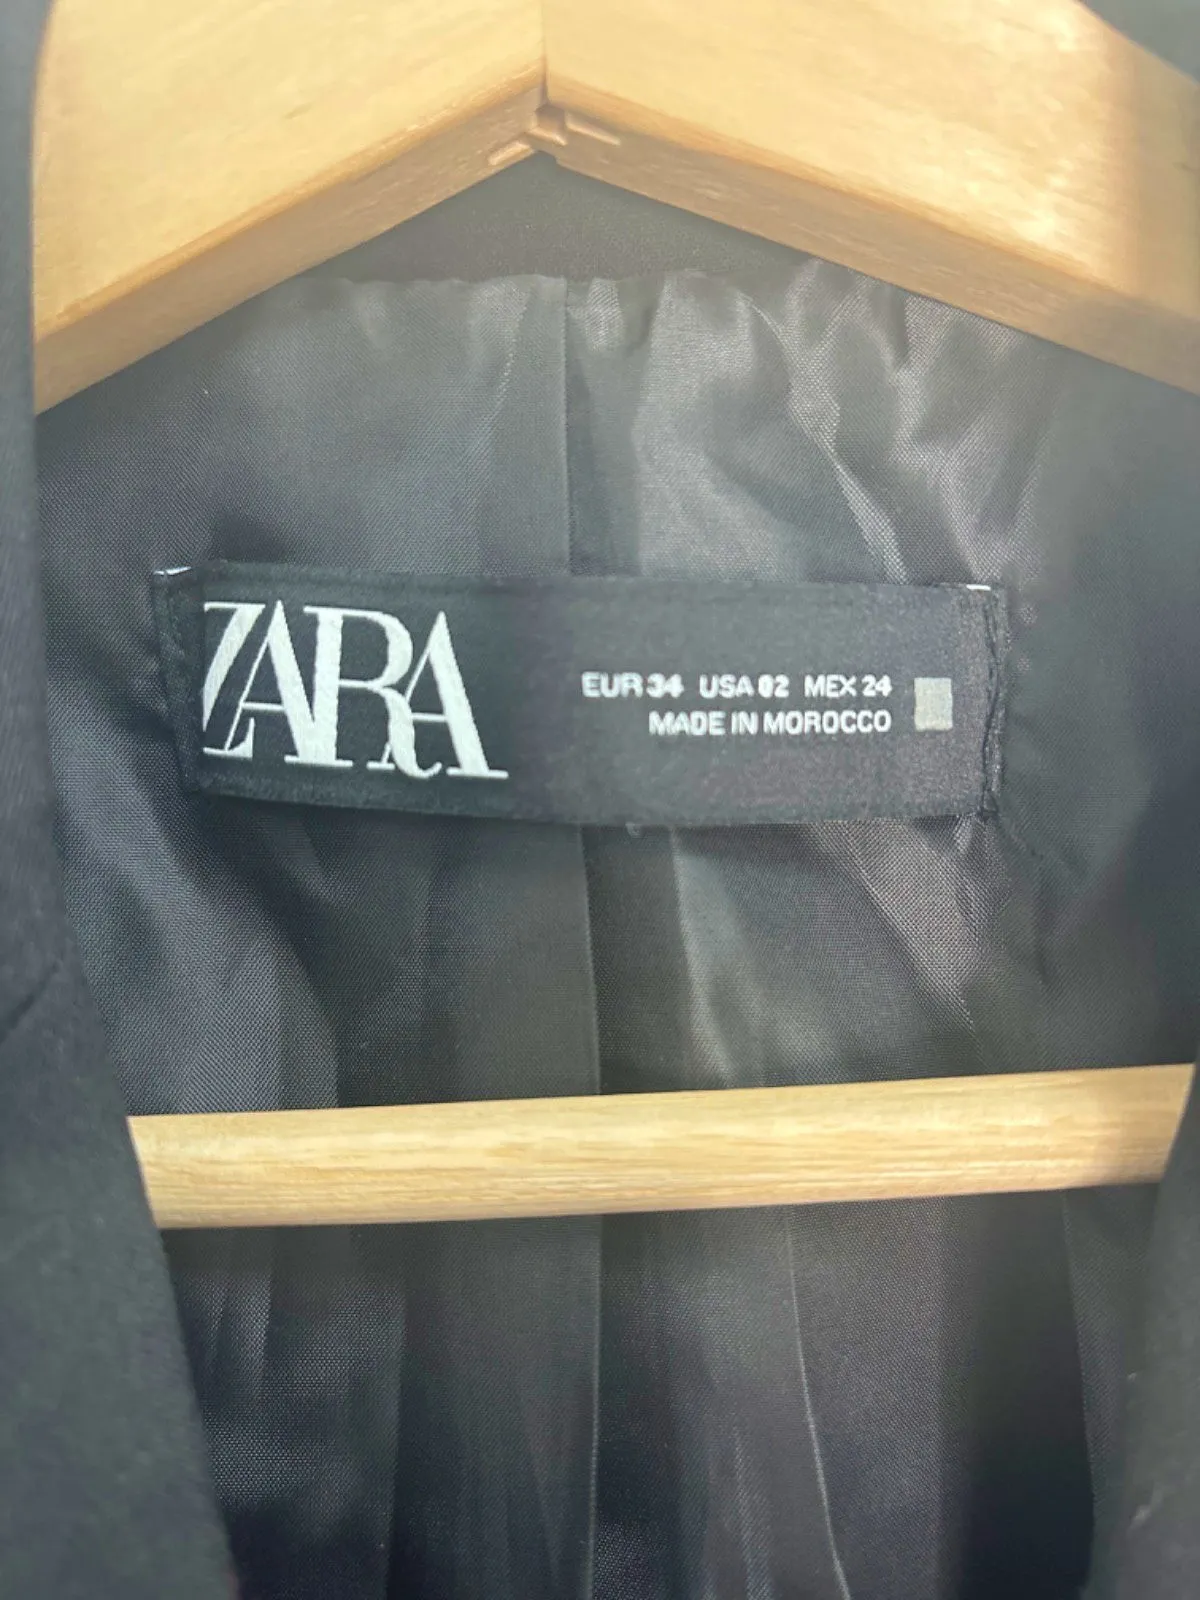 ZARA
EUR 34 USA 02 MEX 24
MADE IN MOROCCO